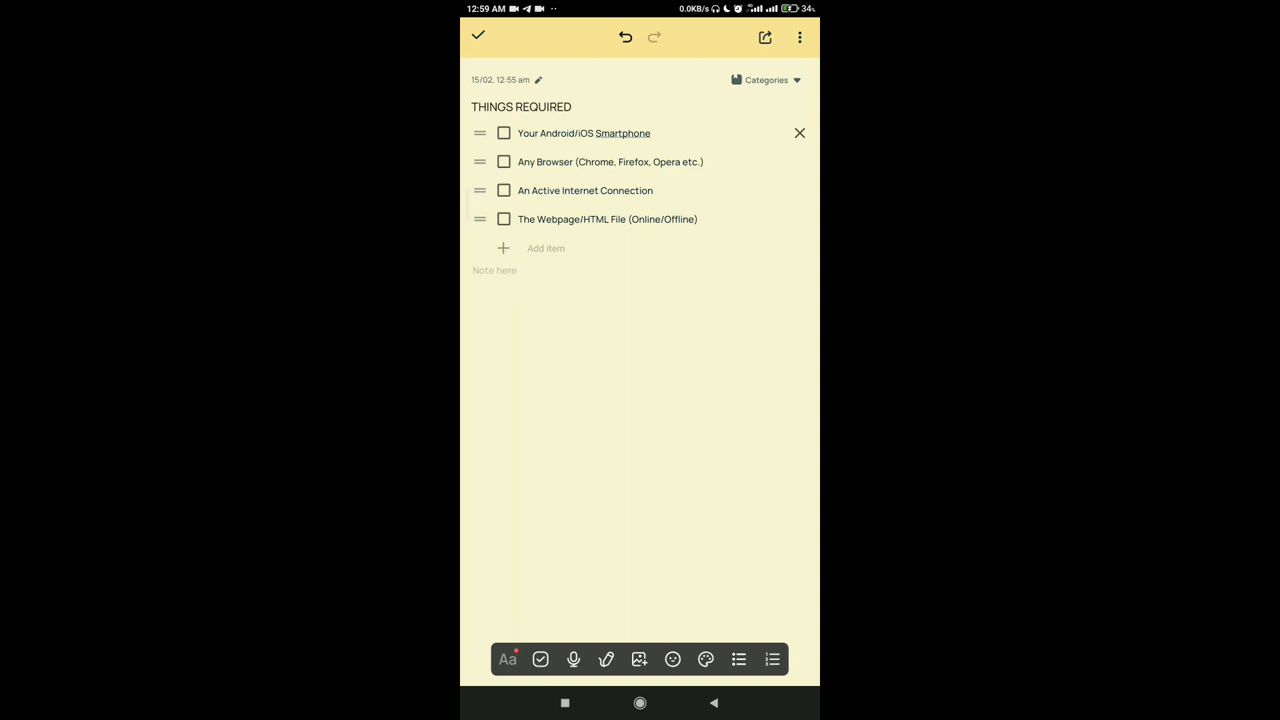 12:59 AM
0.0KB/s 4G 34%
15/02, 12:55 am
Categories
THINGS REQUIRED
Your Android/iOS Smartphone
Any Browser (Chrome, Firefox, Opera etc.)
An Active Internet Connection
The Webpage/HTML File (Online/Offline)
Add item
Note here
Aa